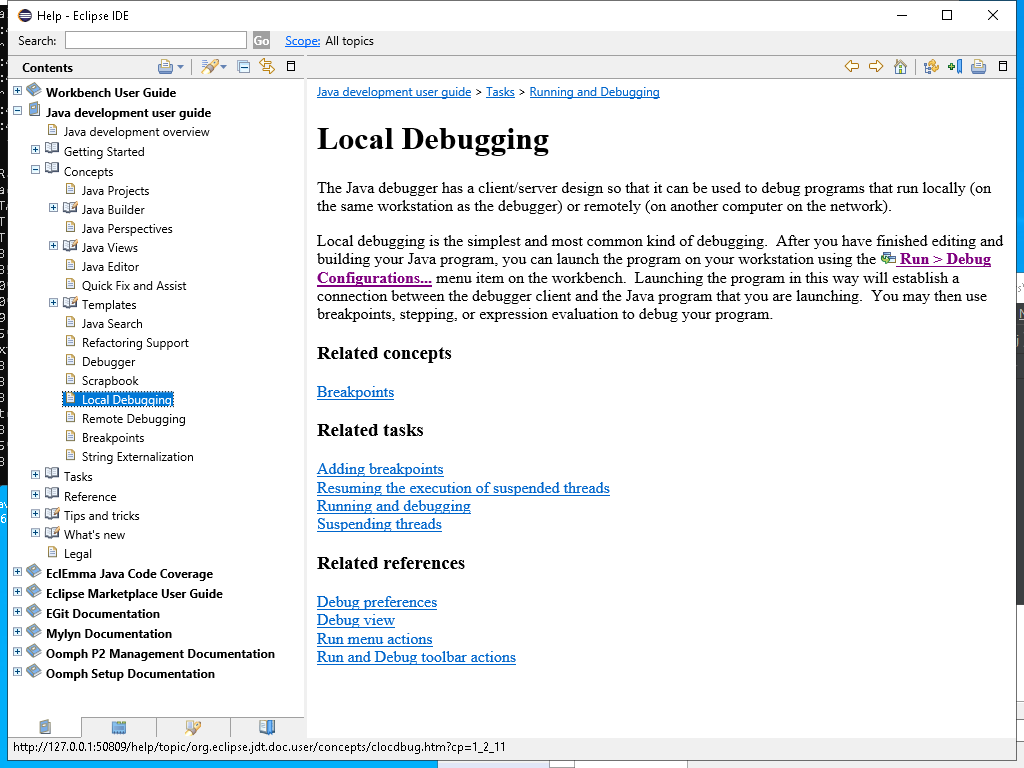 Help - Eclipse IDE
Search:
Go
Scope: All topics
Contents
Workbench User Guide
Java development user guide
Java development overview
Getting Started
Concepts
Java Projects
Java Builder
Java Perspectives
Java Views
Java Editor
Quick Fix and Assist
Templates
Java Search
Refactoring Support
Debugger
Scrapbook
Local Debugging
Remote Debugging
Breakpoints
String Externalization
Tasks
Reference
Tips and tricks
What's new
Legal
EclEmma Java Code Coverage
Eclipse Marketplace User Guide
EGit Documentation
Mylyn Documentation
Oomph P2 Management Documentation
Oomph Setup Documentation
Java development user guide > Tasks > Running and Debugging
Local Debugging
The Java debugger has a client/server design so that it can be used to debug programs that run locally (on
the same workstation as the debugger) or remotely (on another computer on the network).
Local debugging is the simplest and most common kind of debugging. After you have finished editing and
building your Java program, you can launch the program on your workstation using the Run > Debug
Configurations... menu item on the workbench. Launching the program in this way will establish a
connection between the debugger client and the Java program that you are launching. You may then use
breakpoints, stepping, or expression evaluation to debug your program.
Related concepts
Breakpoints
Related tasks
Adding breakpoints
Resuming the execution of suspended threads
Running and debugging
Suspending threads
Related references
Debug preferences
Debug view
Run menu actions
Run and Debug toolbar actions
http://127.0.0.1:50809/help/topic/org.eclipse.jdt.doc.user/concepts/clocdbug.htm?cp=1_2_11